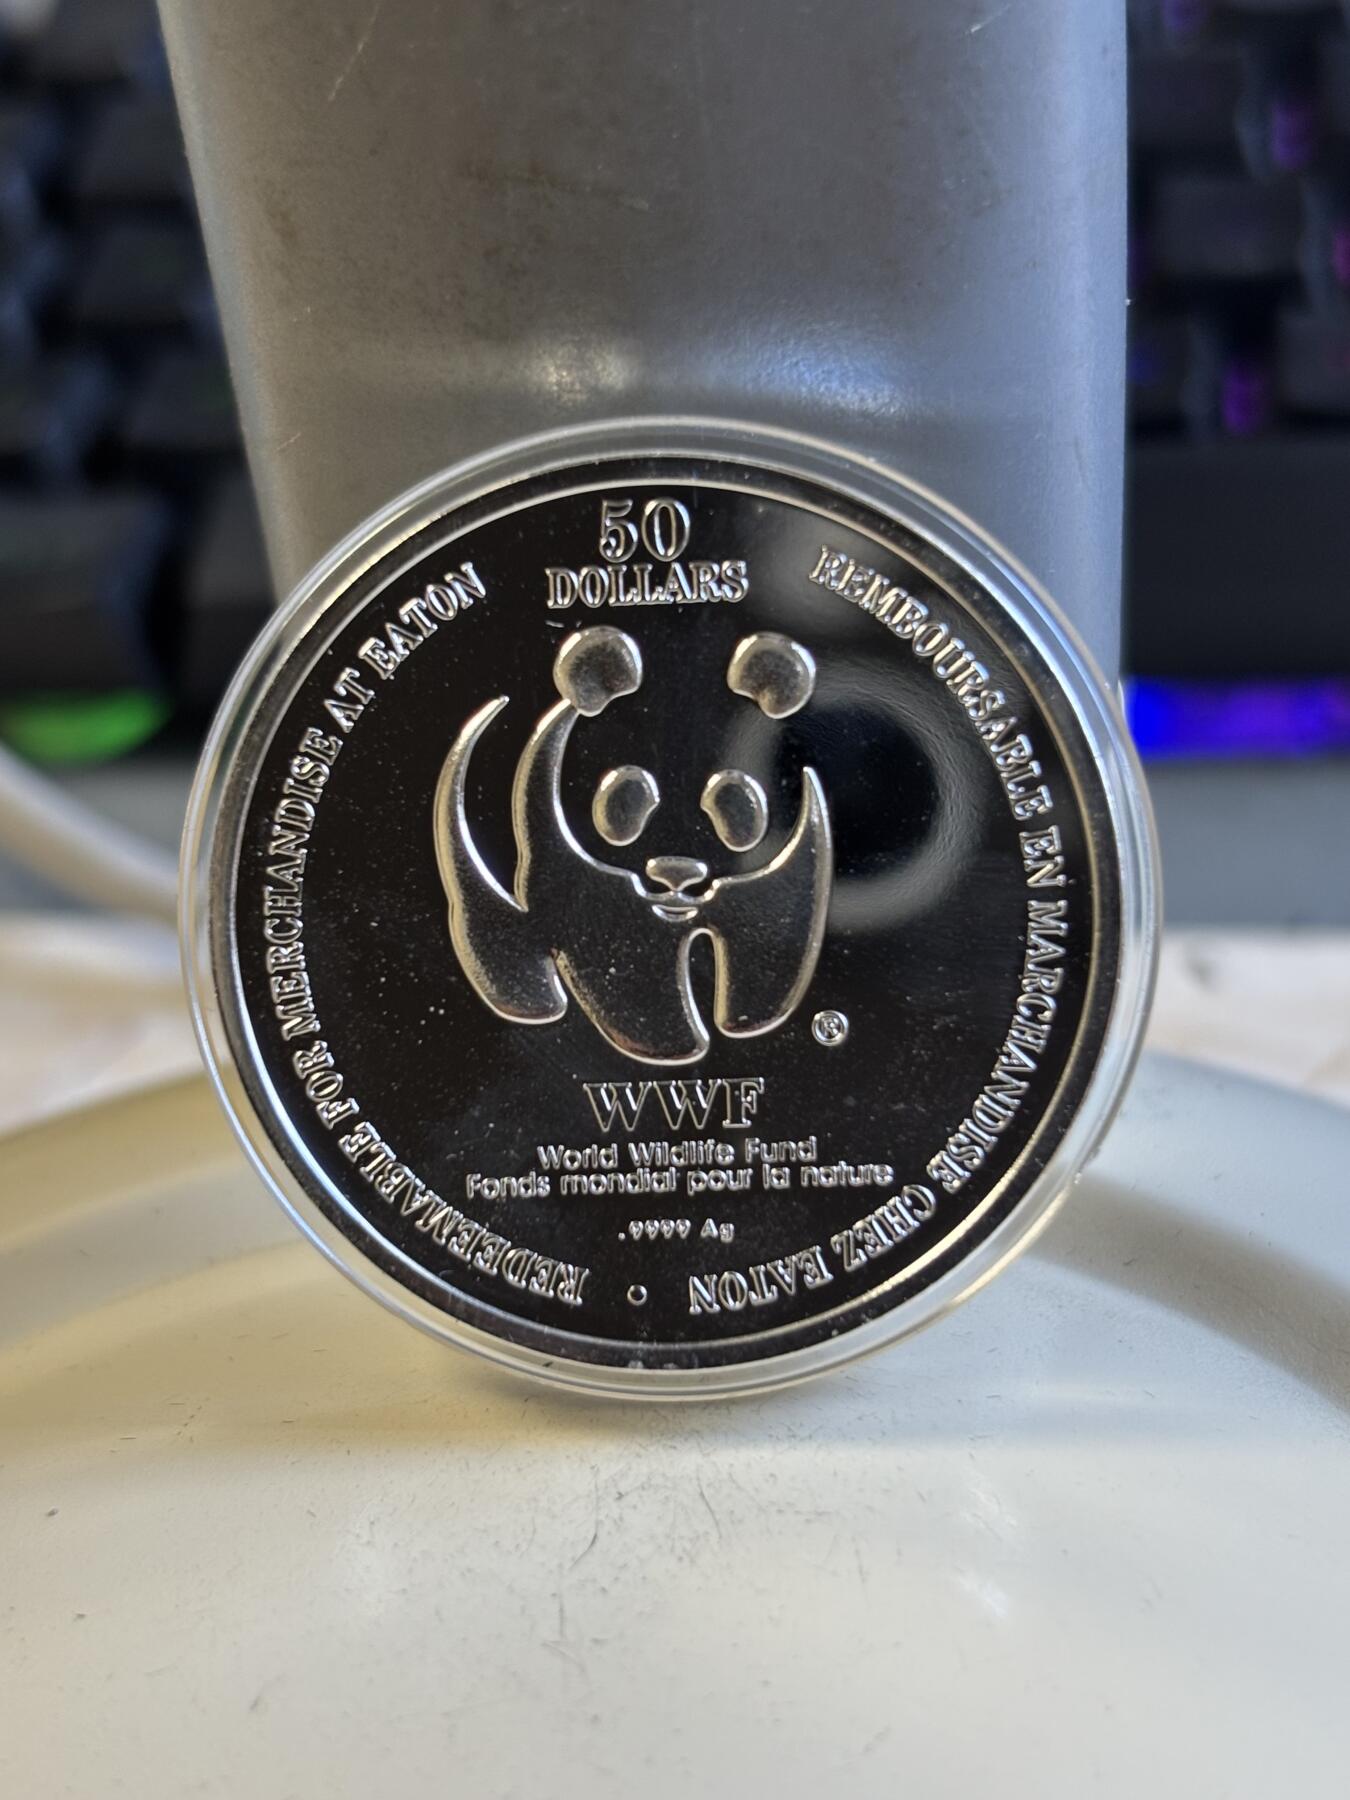 50
DOLLARS
REDEEMABLE FOR MERCHANDISE AT EATON
REMBOURSABLE EN MARCHANDISE CHEZ EATON
®
WWF
World Wildlife Fund
Fonds mondial pour la nature
.9999 Ag